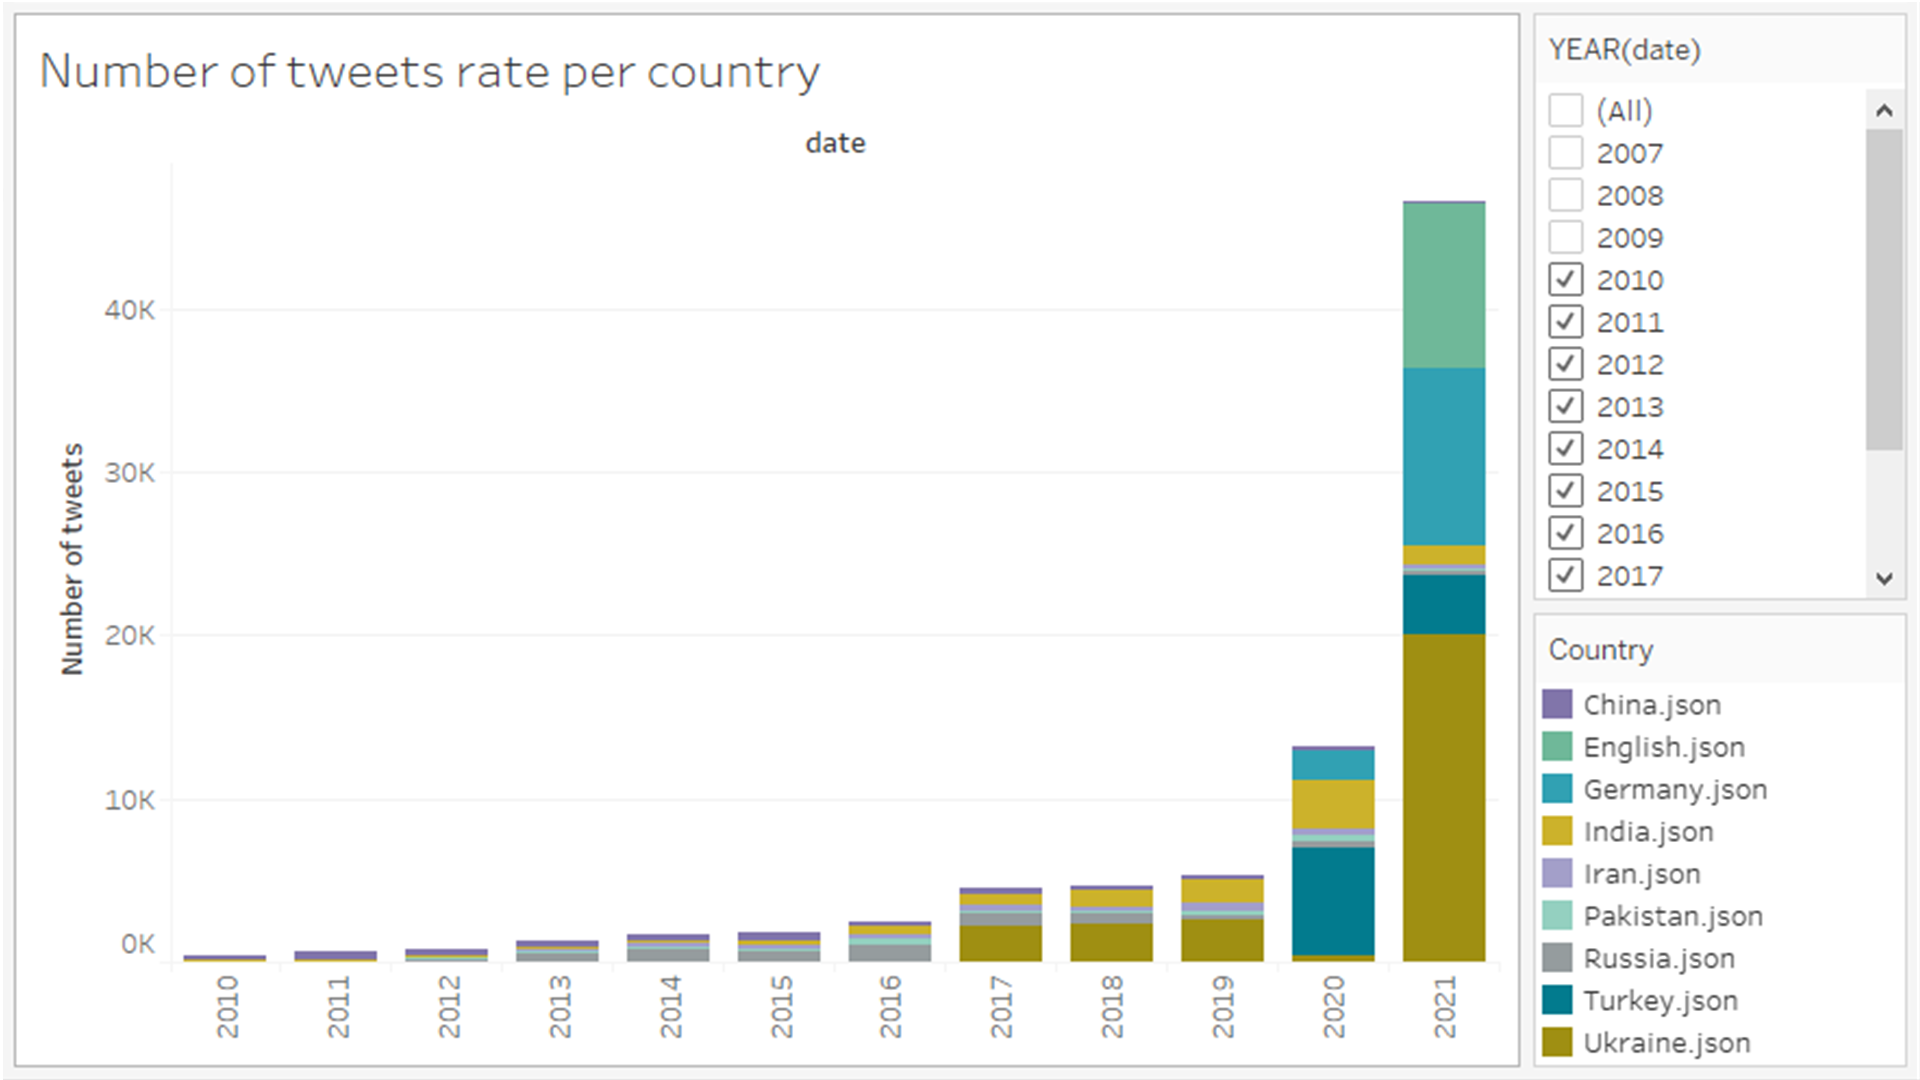 Number of tweets rate per country
date
Number of tweets
40K
30K
20K
10K
0K
2010
2011
2012
2013
2014
2015
2016
2017
2018
2019
2020
2021
YEAR(date)
(All)
2007
2008
2009
2010
2011
2012
2013
2014
2015
2016
2017
Country
China.json
English.json
Germany.json
India.json
Iran.json
Pakistan.json
Russia.json
Turkey.json
Ukraine.json